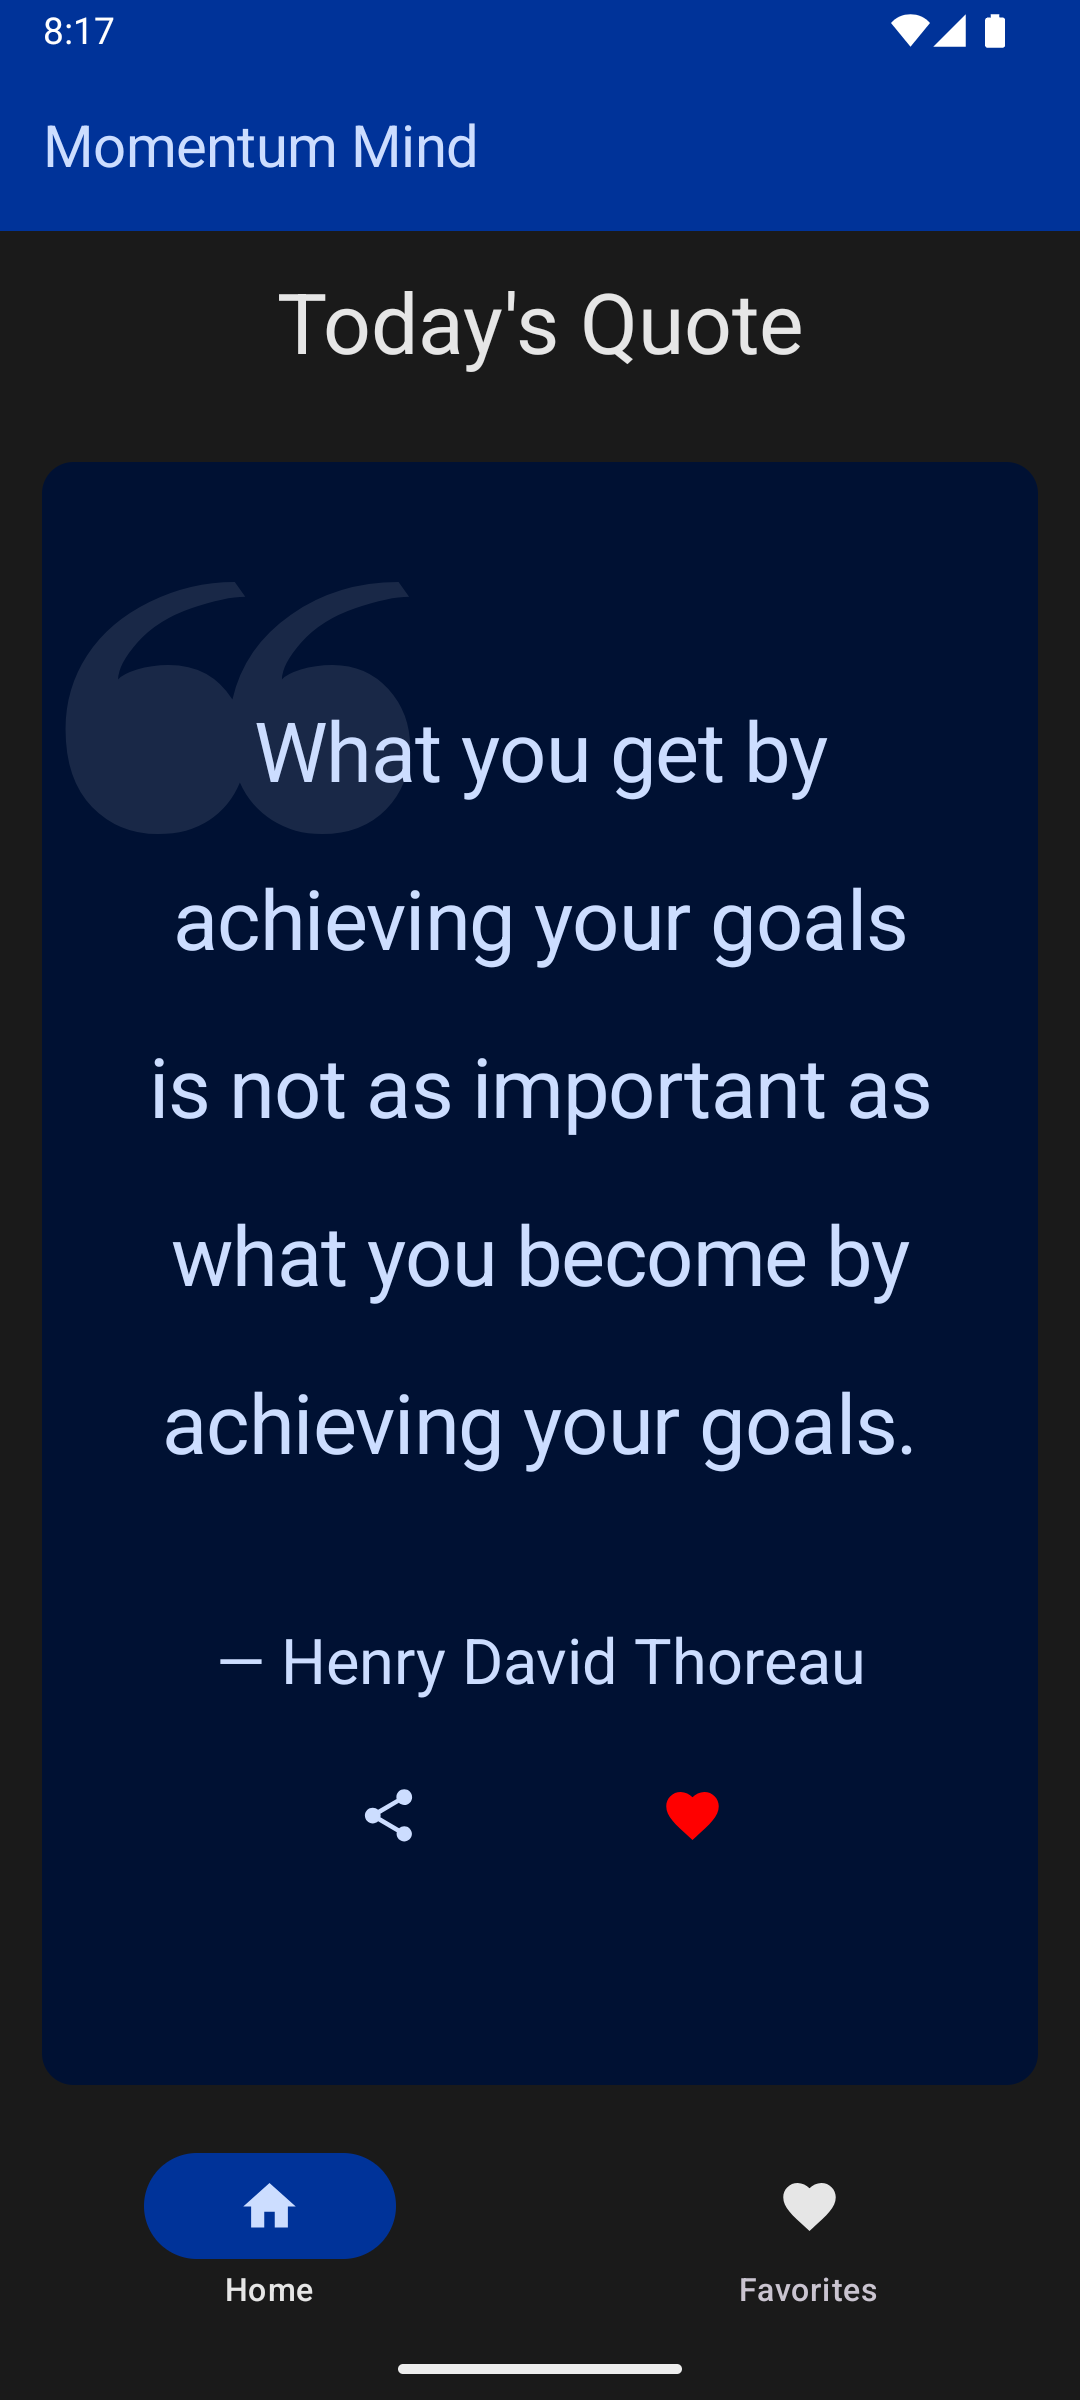 8:17
Momentum Mind
Today's Quote
What you get by
achieving your goals
is not as important as
what you become by
achieving your goals.
— Henry David Thoreau
Home
Favorites